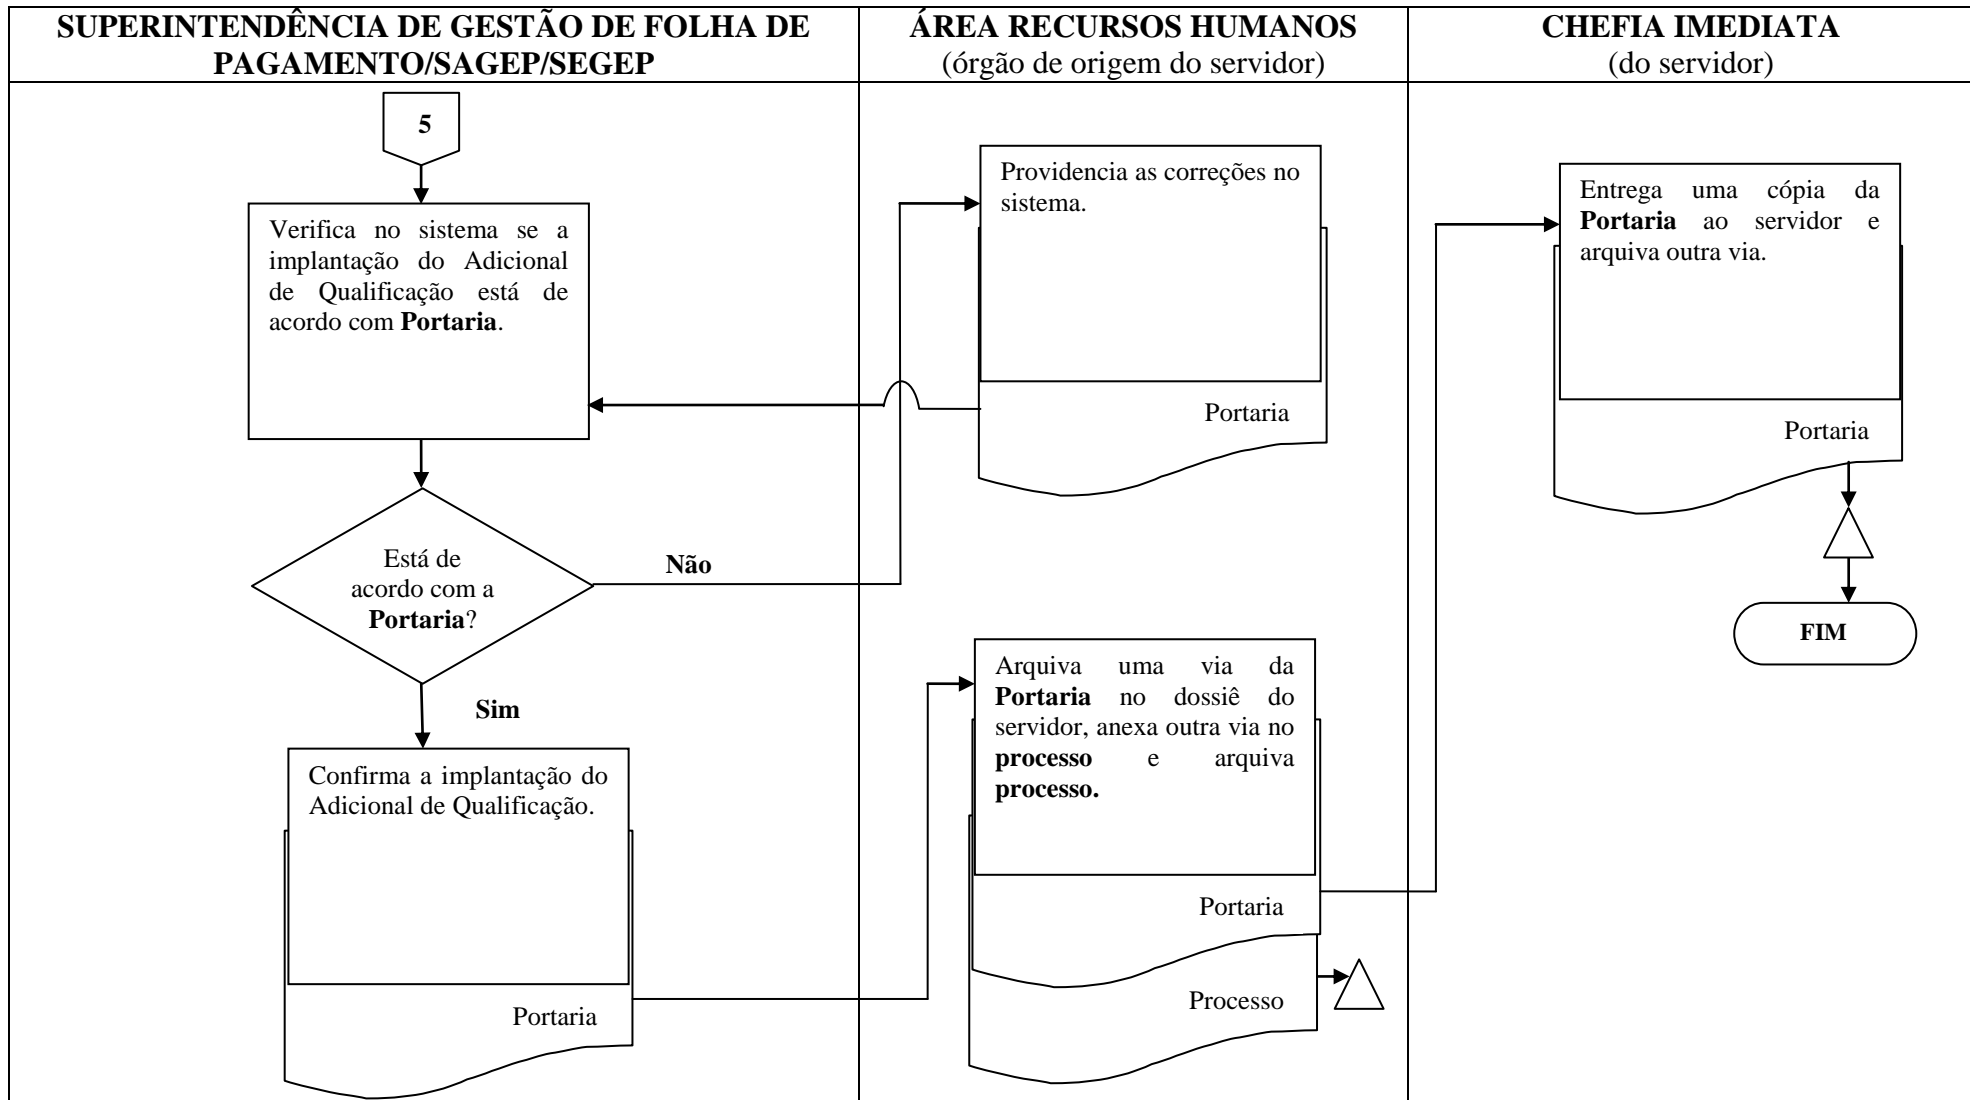 SUPERINTENDÊNCIA DE GESTÃO DE FOLHA DE
PAGAMENTO/SAGEP/SEGEP
ÁREA RECURSOS HUMANOS
(órgão de origem do servidor)
CHEFIA IMEDIATA
(do servidor)
5
Verifica no sistema se a
implantação do Adicional
de Qualificação está de
acordo com Portaria.
Está de
acordo com a
Portaria?
Não
Sim
Confirma a implantação do
Adicional de Qualificação.
Portaria
Providencia as correções no
sistema.
Portaria
Arquiva uma via da
Portaria no dossiê do
servidor, anexa outra via no
processo e arquiva
processo.
Portaria
Processo
Entrega uma cópia da
Portaria ao servidor e
arquiva outra via.
Portaria
FIM